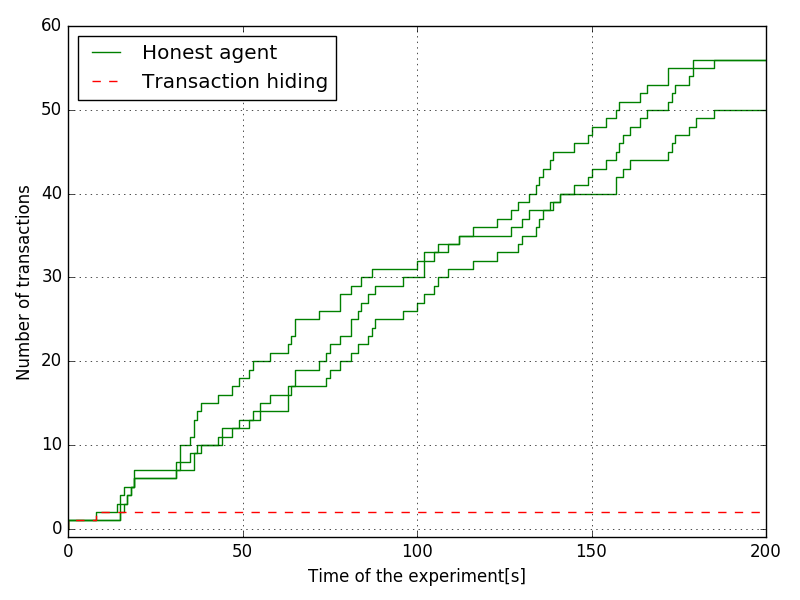 60
50
40
30
20
10
0
Number of transactions
Honest agent
Transaction hiding
0 50 100 150 200
Time of the experiment[s]